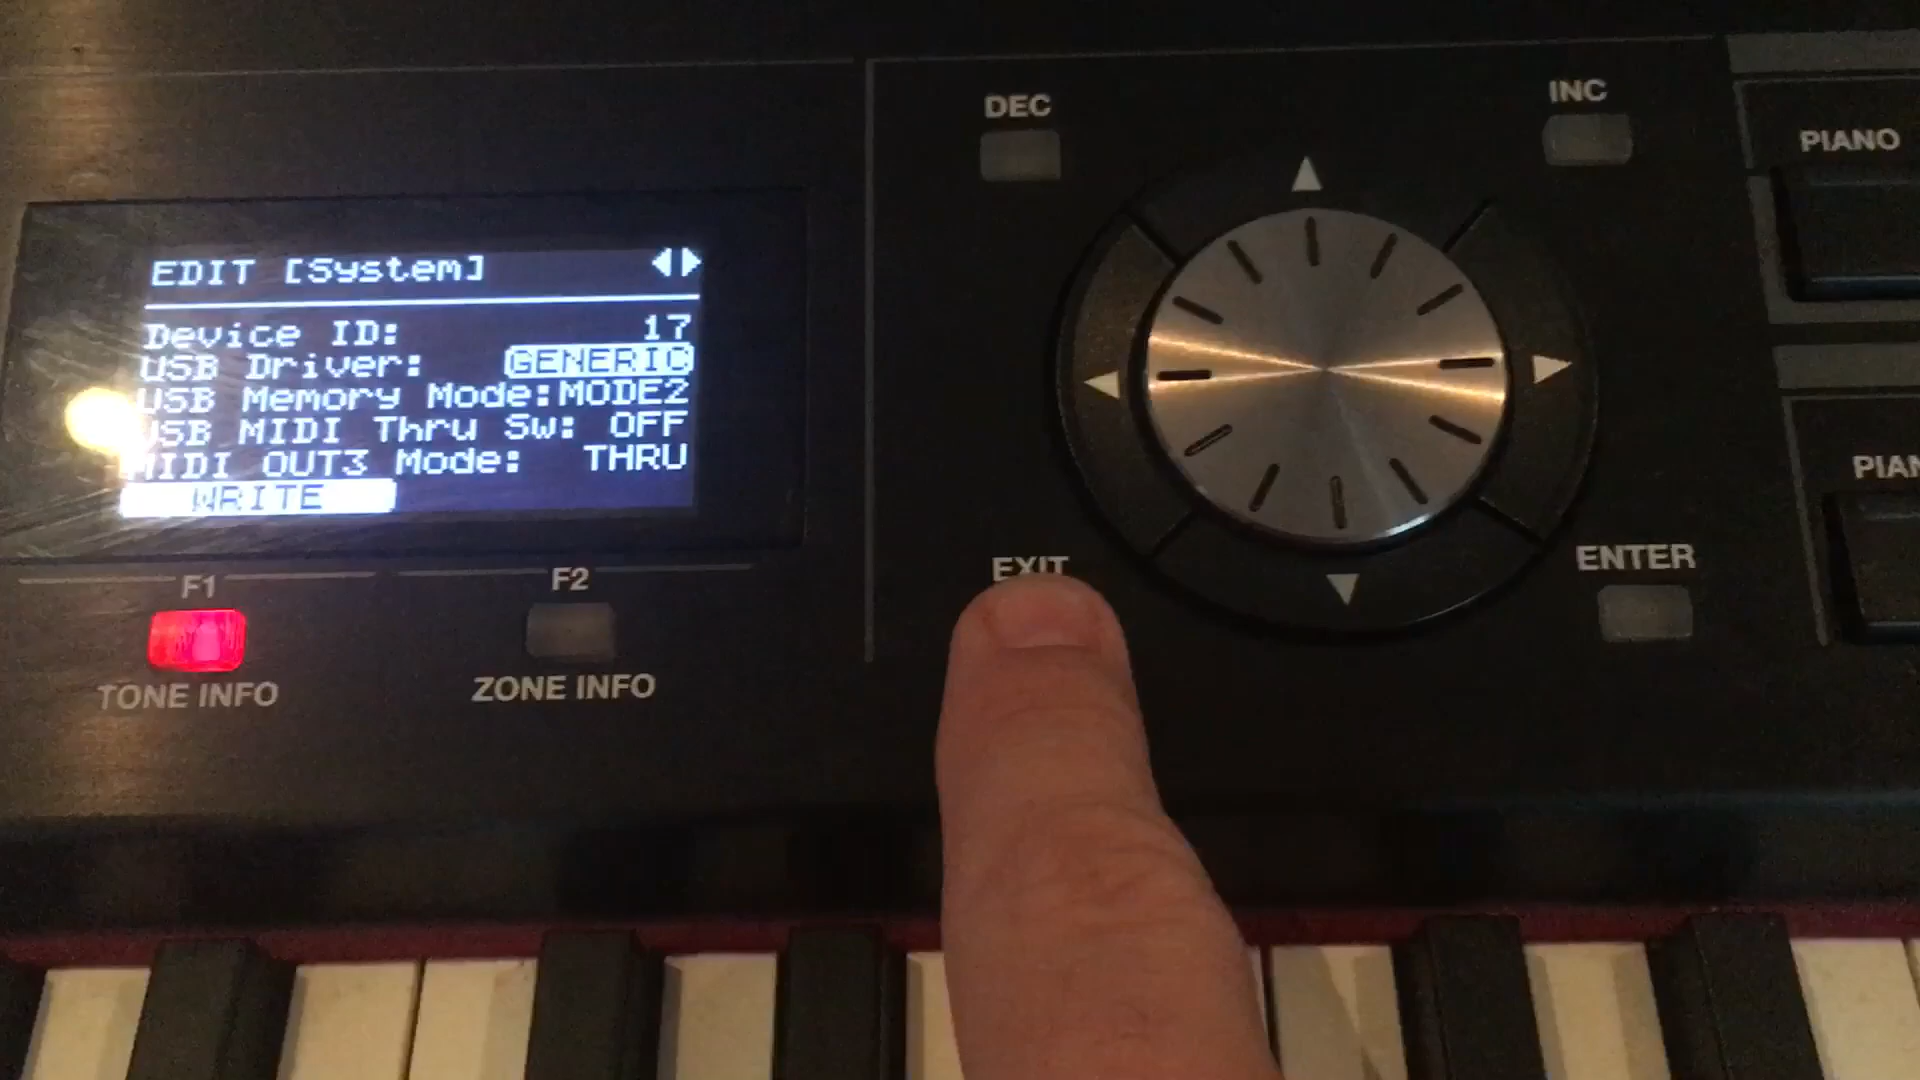 EDIT [System]
Device ID: 17
USB Driver: GENERIC
USB Memory Mode:MODE2
USB MIDI Thru Sw: OFF
MIDI OUT3 Mode: THRU
WRITE
F1
F2
TONE INFO
ZONE INFO
DEC
INC
EXIT
ENTER
PIANO